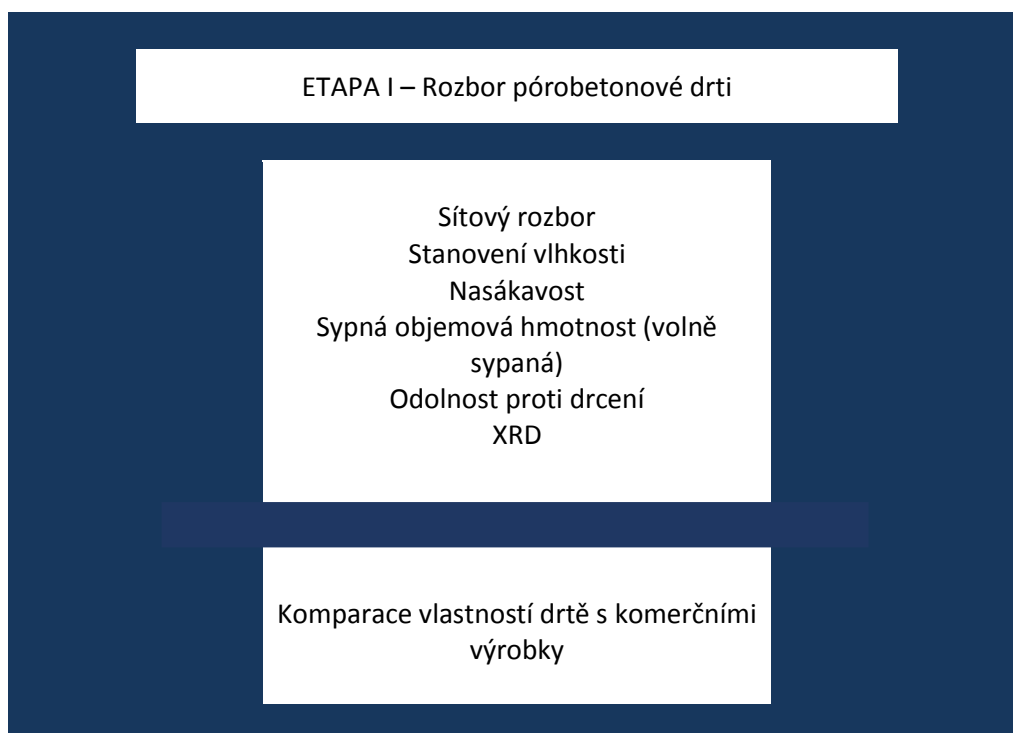 ETAPA I – Rozbor pórobetonové drti
Sítový rozbor
Stanovení vlhkosti
Nasákavost
Sypná objemová hmotnost (volně
sypaná)
Odolnost proti drcení
XRD
Komparace vlastností drtě s komerčními
výrobky